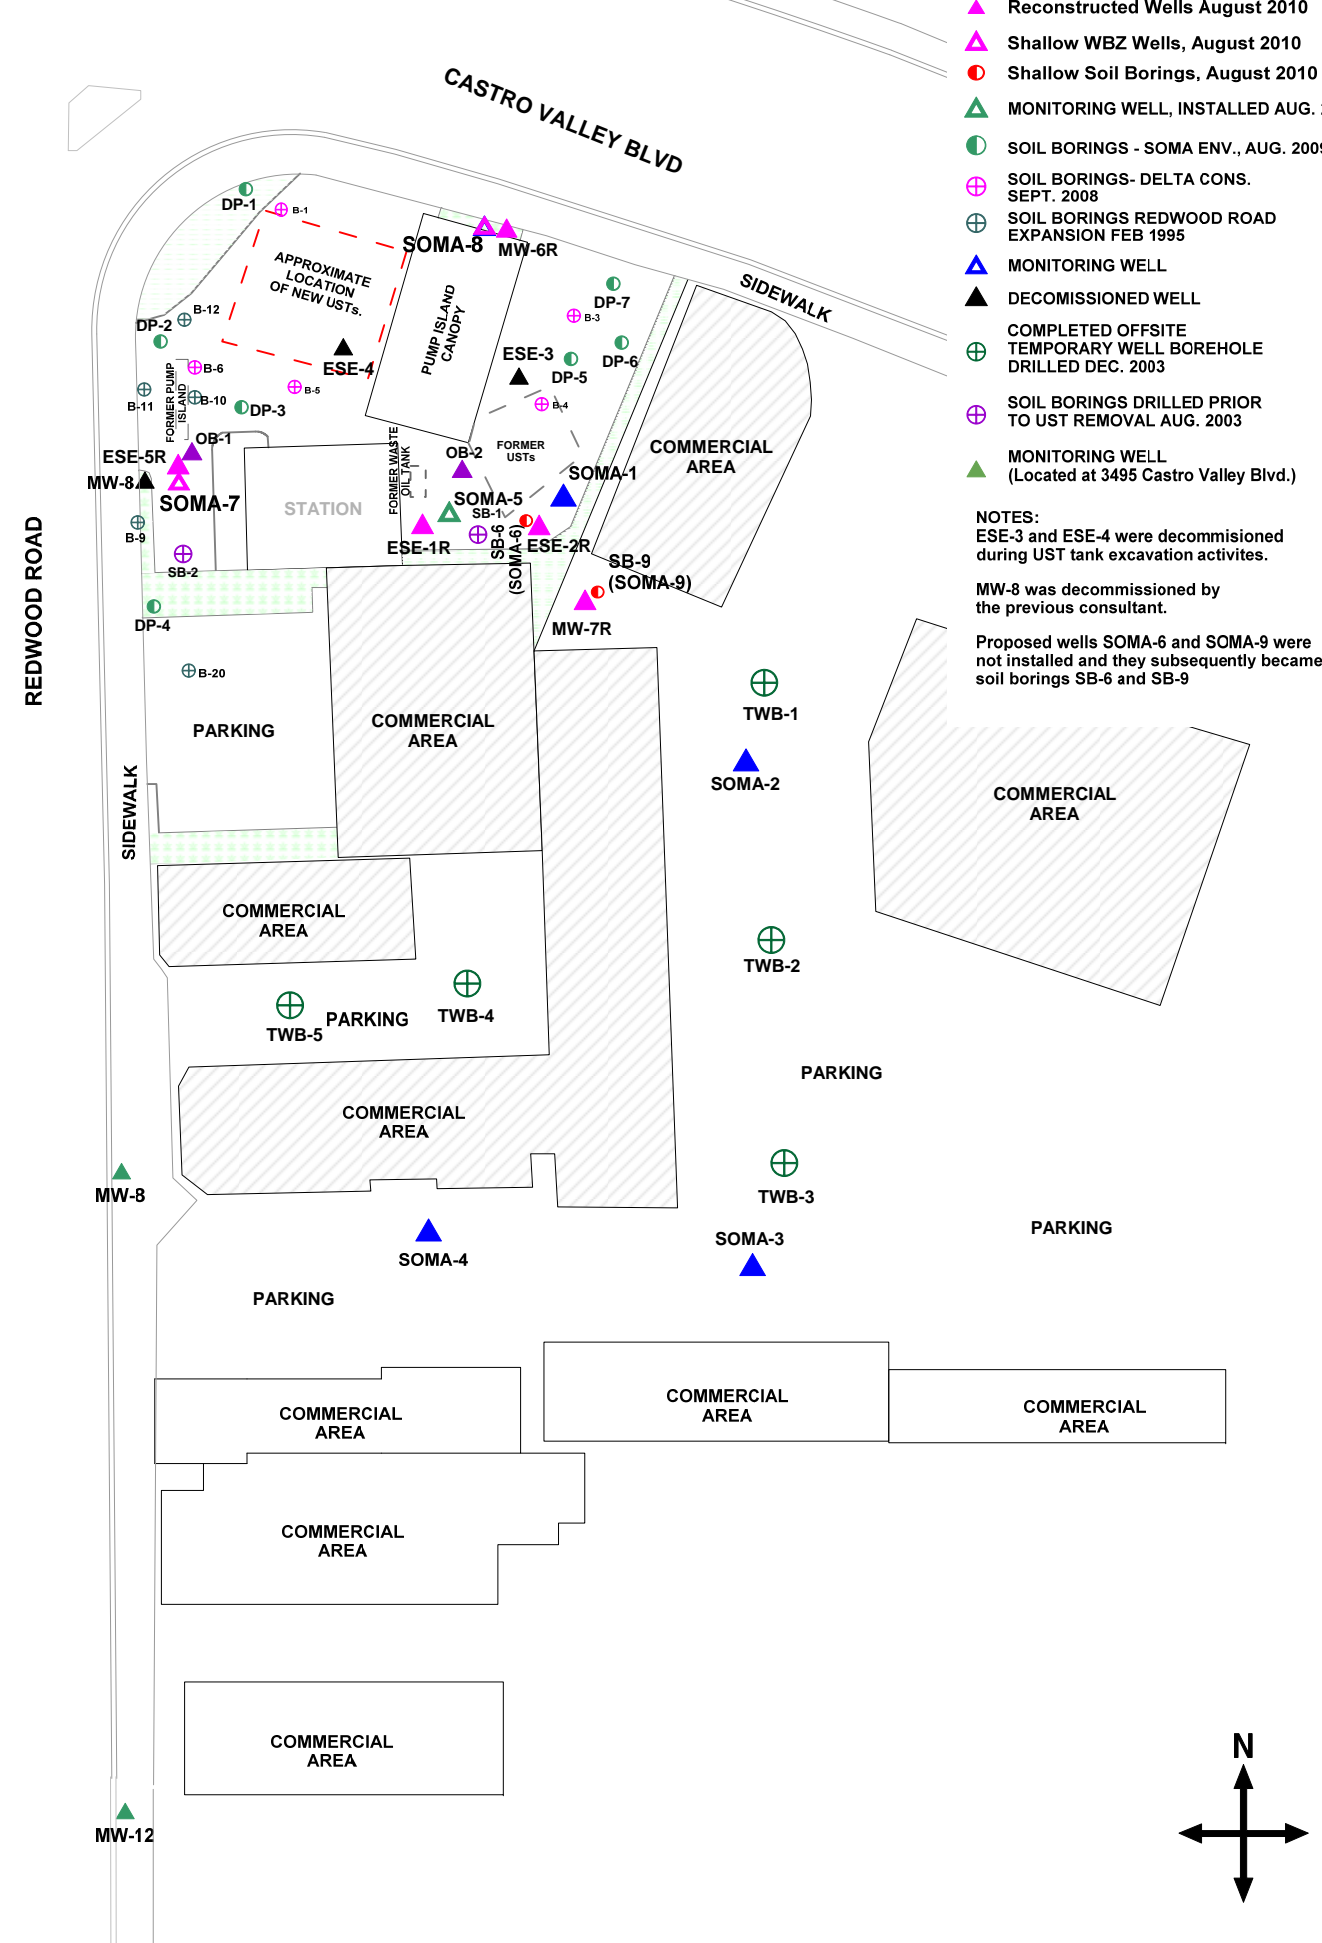 Reconstructed Wells August 2010
Shallow WBZ Wells, August 2010
Shallow Soil Borings, August 2010
MONITORING WELL, INSTALLED AUG.
SOIL BORINGS - SOMA ENV., AUG. 2009
SOIL BORINGS- DELTA CONS.
SEPT. 2008
SOIL BORINGS REDWOOD ROAD
EXPANSION FEB 1995
MONITORING WELL
DECOMISSIONED WELL
COMPLETED OFFSITE
TEMPORARY WELL BOREHOLE
DRILLED DEC. 2003
SOIL BORINGS DRILLED PRIOR
TO UST REMOVAL AUG. 2003
MONITORING WELL
(Located at 3495 Castro Valley Blvd.)
NOTES:
ESE-3 and ESE-4 were decommisioned
during UST tank excavation activites.
MW-8 was decommissioned by
the previous consultant.
Proposed wells SOMA-6 and SOMA-9 were
not installed and they subsequently became
soil borings SB-6 and SB-9
CASTRO VALLEY BLVD
SIDEWALK
DP-1
B-1
APPROXIMATE
LOCATION
OF NEW USTs.
SOMA-8
MW-6R
PUMP ISLAND
CANOPY
DP-7
B-3
DP-6
DP-5
ESE-3
B-4
B-12
DP-2
ESE-4
B-6
B-5
B-11
B-10
DP-3
FORMER PUMP
ISLAND
OB-1
ESE-5R
MW-8
SOMA-7
STATION
FORMER WASTE
OIL TANK
OB-2
FORMER
USTs
SOMA-1
SOMA-5
SB-1
SB-6
(SOMA-6)
ESE-1R
ESE-2R
COMMERCIAL
AREA
B-9
SB-2
SB-9
(SOMA-9)
MW-7R
DP-4
REDWOOD ROAD
B-20
PARKING
COMMERCIAL
AREA
TWB-1
SOMA-2
COMMERCIAL
AREA
SIDEWALK
COMMERCIAL
AREA
TWB-2
TWB-5
PARKING
TWB-4
PARKING
COMMERCIAL
AREA
MW-8
TWB-3
SOMA-3
PARKING
SOMA-4
PARKING
COMMERCIAL
AREA
COMMERCIAL
AREA
COMMERCIAL
AREA
COMMERCIAL
AREA
COMMERCIAL
AREA
N
MW-12